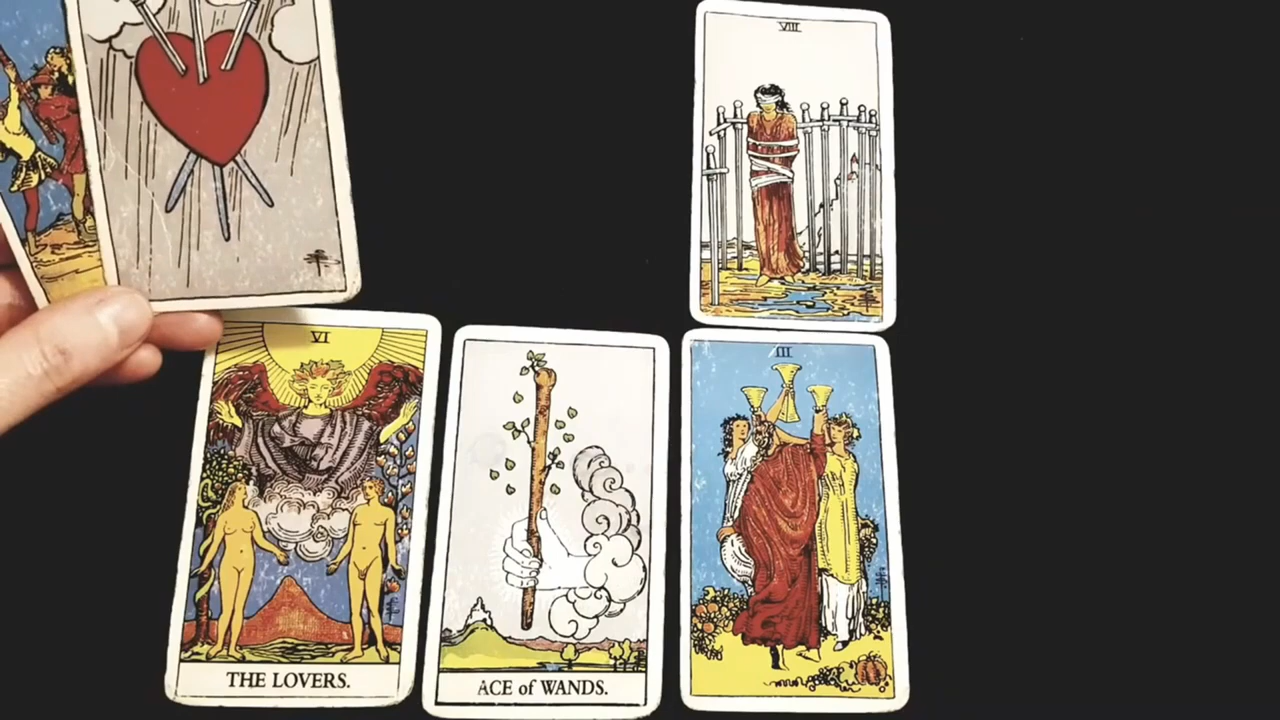 VIII
VI
III
THE LOVERS.
ACE of WANDS.